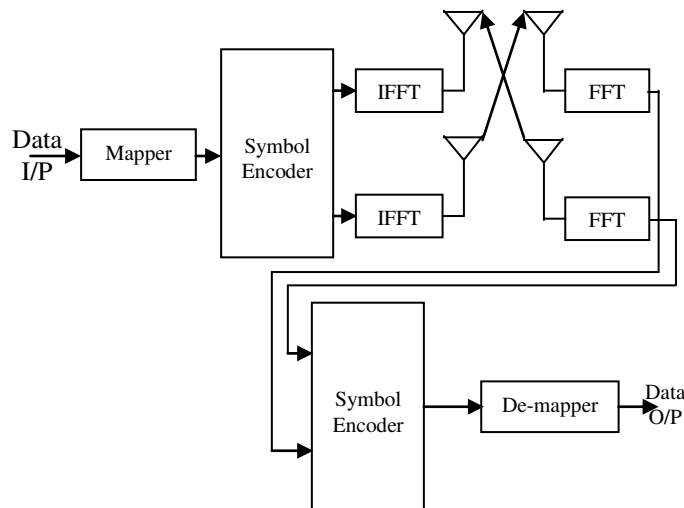 IFFT
FFT
Data
I/P
Mapper
Symbol
Encoder
IFFT
FFT
Symbol
Encoder
De-mapper
Data
O/P